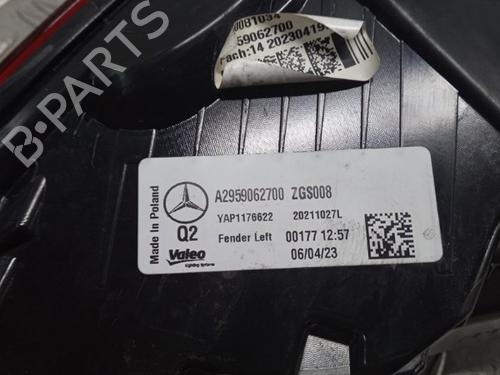 0081034
59062700
Fach:14 20230419
B-PARTS
Made in Poland
A2959062700 ZGS008
YAP1176622 20211027L
Q2
Fender Left 00177 12:57
Valeo
Lighting Systems
06/04/23